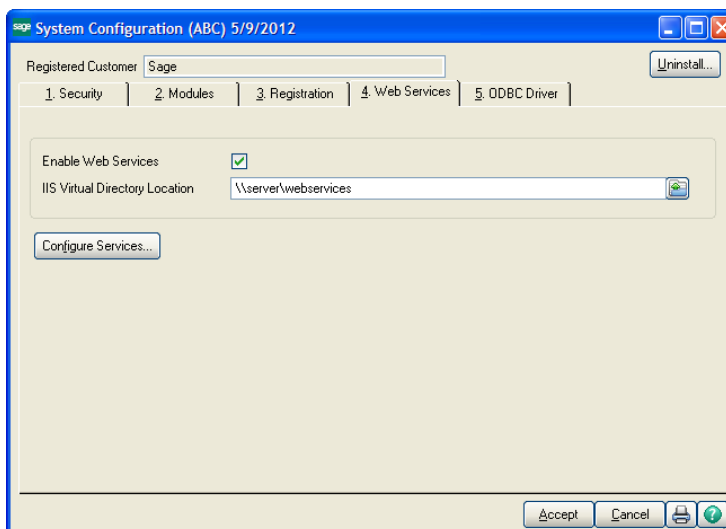 sage System Configuration (ABC) 5/9/2012
Registered Customer Sage Uninstall...
1. Security 2. Modules 3. Registration 4. Web Services 5. ODBC Driver
Enable Web Services
IIS Virtual Directory Location \\server\webservices
Configure Services...
Accept Cancel ?